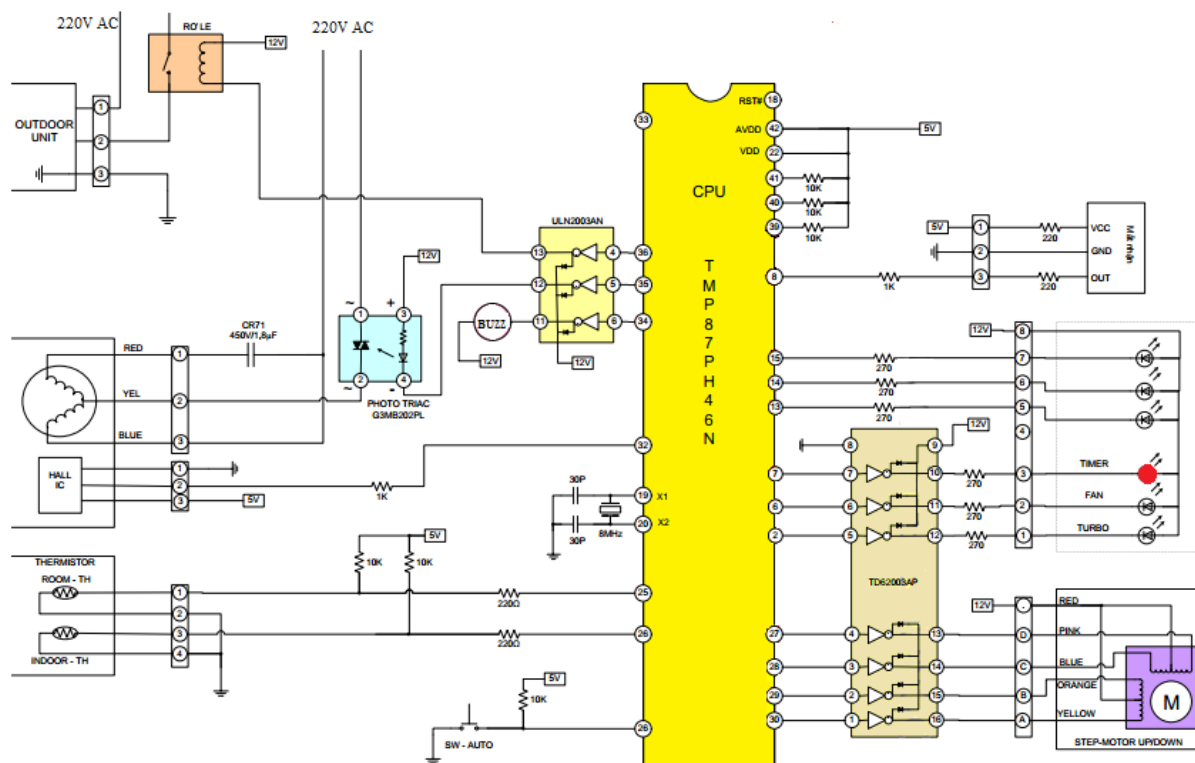 220V AC
RƠ LE
12V
220V AC
OUTDOOR
UNIT
1
2
3
33
RST#
18
AVDD
42
5V
VDD
22
41
10K
40
10K
39
10K
CPU
TMP87PH46N
ULN2003AN
13
4
36
12
5
35
11
6
34
12V
BUZZ
12V
12V
5V
1
220
VCC
2
GND
8
1K
3
220
OUT
Mắt nhận
CR71
450V/1,8µF
~
+
1
3
2
4
~
-
PHOTO TRIAC
G3MB202PL
RED
1
YEL
2
BLUE
3
HALL
IC
1
2
3
1K
5V
32
12V
8
15
270
7
14
270
6
13
270
5
4
8
9
12V
7
7
10
270
3
TIMER
6
6
11
270
2
FAN
2
5
12
270
1
TURBO
TD62003AP
30P
19
X1
20
X2
30P
8MHz
5V
10K
10K
THERMISTOR
ROOM - TH
1
220Ω
25
2
3
220Ω
26
INDOOR - TH
4
5V
10K
SW - AUTO
26
27
4
13
D
PINK
28
3
14
C
BLUE
29
2
15
B
ORANGE
30
1
16
A
YELLOW
12V
RED
M
STEP-MOTOR UP/DOWN